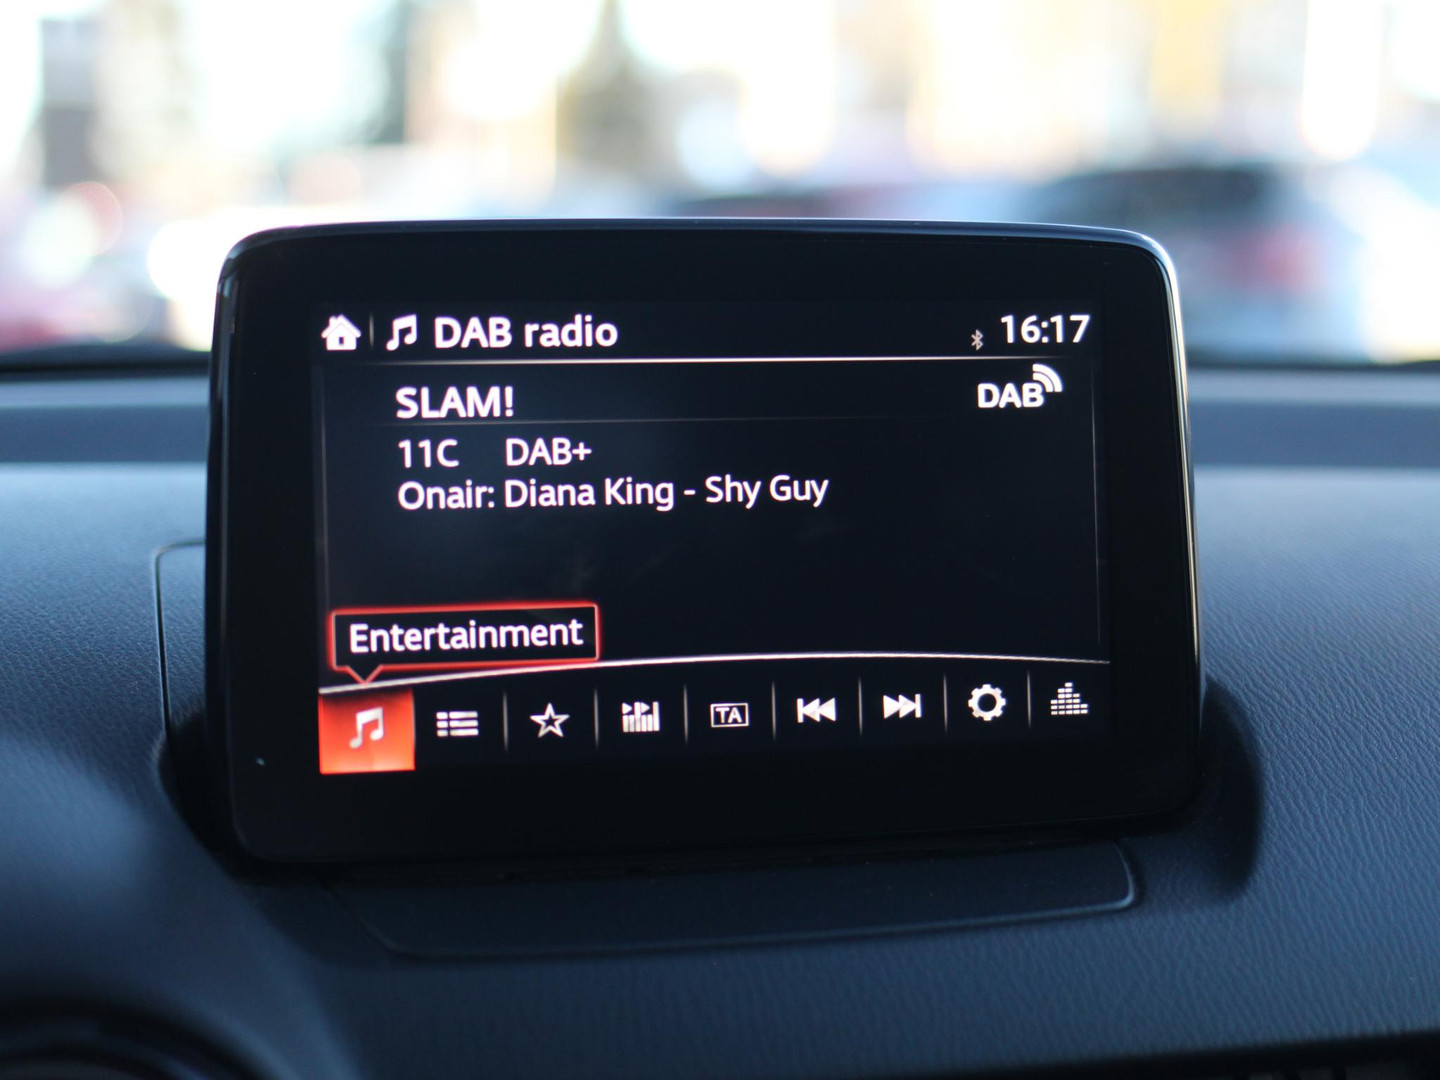 DAB radio 16:17
SLAM! DAB
11C DAB+
Onair: Diana King - Shy Guy
Entertainment
TA